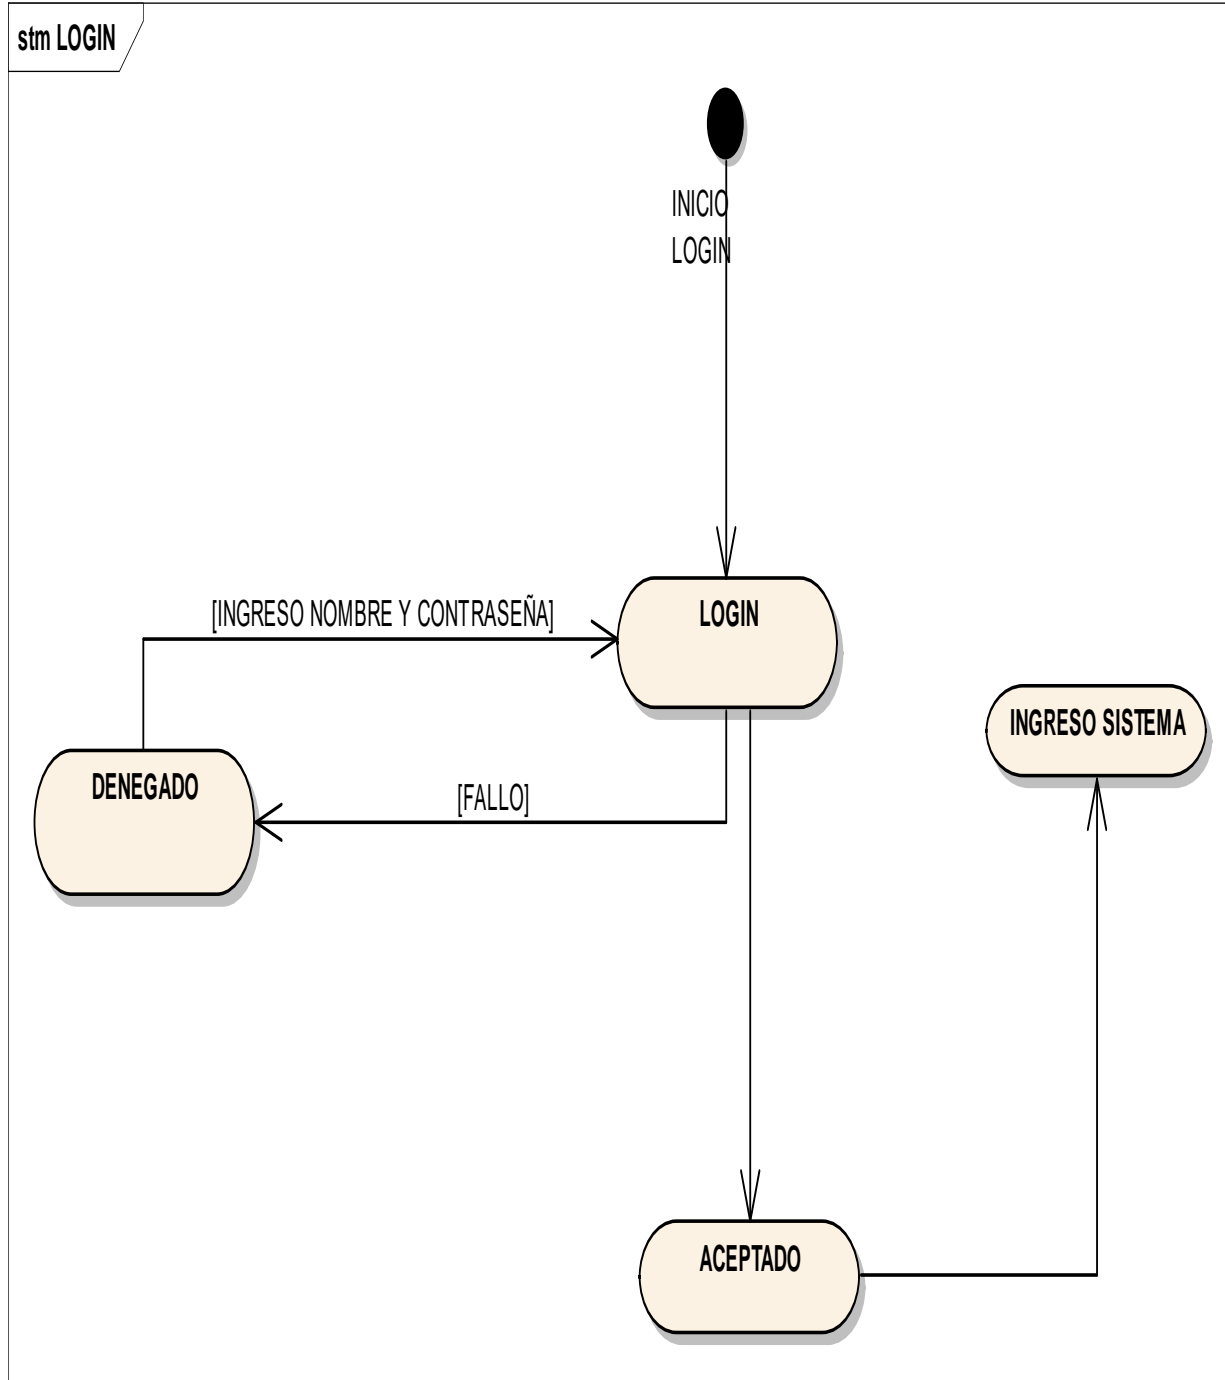 stm LOGIN
INICIO
LOGIN
[INGRESO NOMBRE Y CONTRASEÑA]
LOGIN
INGRESO SISTEMA
DENEGADO
[FALLO]
ACEPTADO